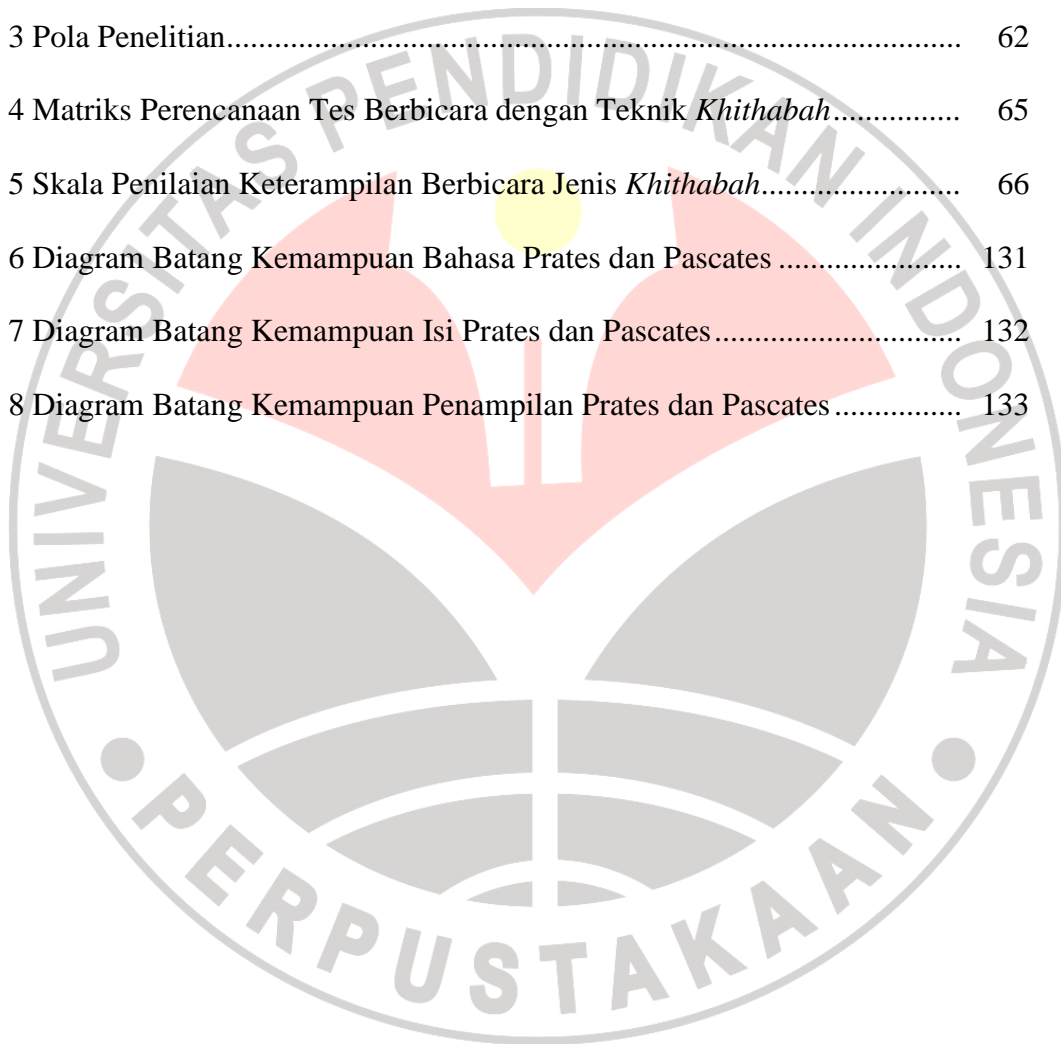 3 Pola Penelitian.................................................................................... 62
4 Matriks Perencanaan Tes Berbicara dengan Teknik Khithabah............... 65
5 Skala Penilaian Keterampilan Berbicara Jenis Khithabah....................... 66
6 Diagram Batang Kemampuan Bahasa Prates dan Pascates ..................... 131
7 Diagram Batang Kemampuan Isi Prates dan Pascates............................. 132
8 Diagram Batang Kemampuan Penampilan Prates dan Pascates............... 133
UNIVERSITAS PENDIDIKAN INDONESIA
PERPUSTAKAAN